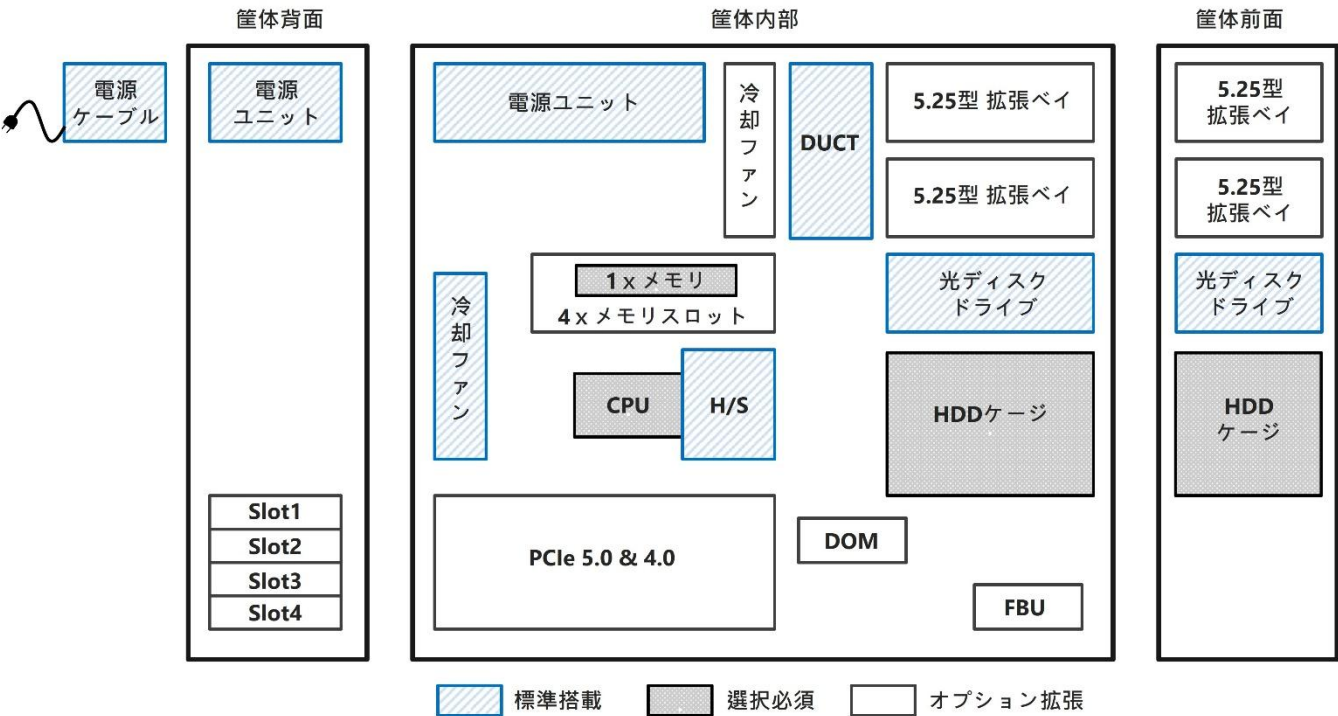 筐体背面
筐体内部
筐体前面
電源
ケーブル
電源
ユニット
Slot1
Slot2
Slot3
Slot4
電源ユニット
冷却ファン
DUCT
5.25型 拡張ベイ
5.25型 拡張ベイ
1xメモリ
4xメモリスロット
光ディスク
ドライブ
冷却ファン
CPU
H/S
HDDケージ
PCIe 5.0 & 4.0
DOM
FBU
5.25型
拡張ベイ
5.25型
拡張ベイ
光ディスク
ドライブ
HDD
ケージ
標準搭載
選択必須
オプション拡張